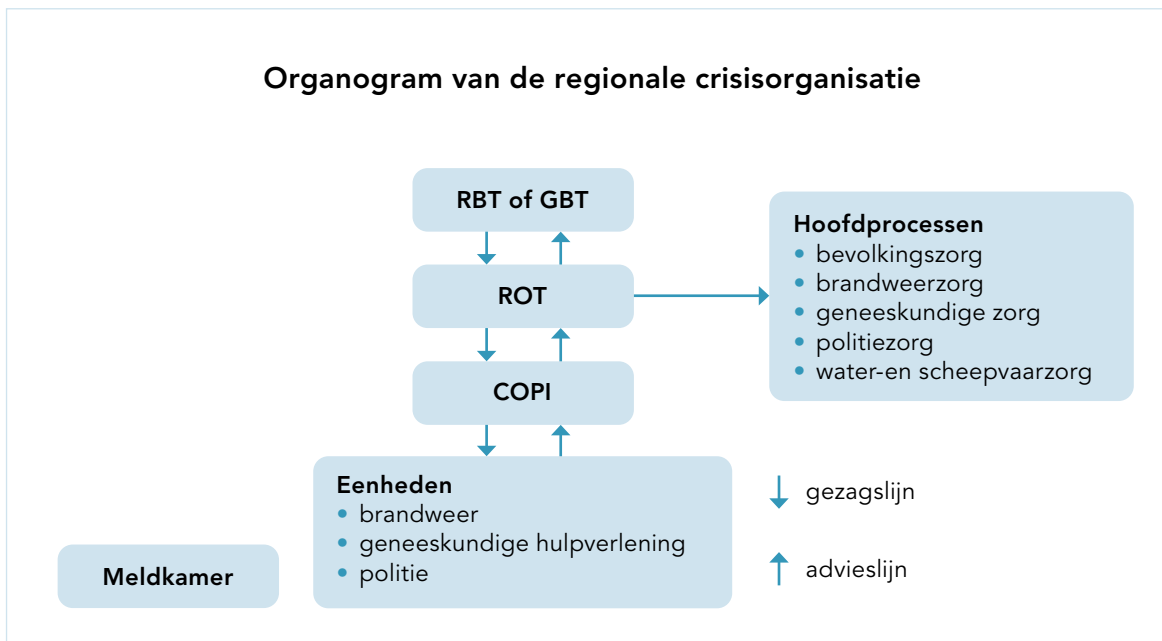 Organogram van de regionale crisisorganisatie
RBT of GBT
ROT
COPI
Hoofdprocessen
• bevolkingszorg
• brandweerzorg
• geneeskundige zorg
• politiezorg
• water-en scheepvaarzorg
Eenheden
• brandweer
• geneeskundige hulpverlening
• politie
Meldkamer
gezagslijn
advieslijn